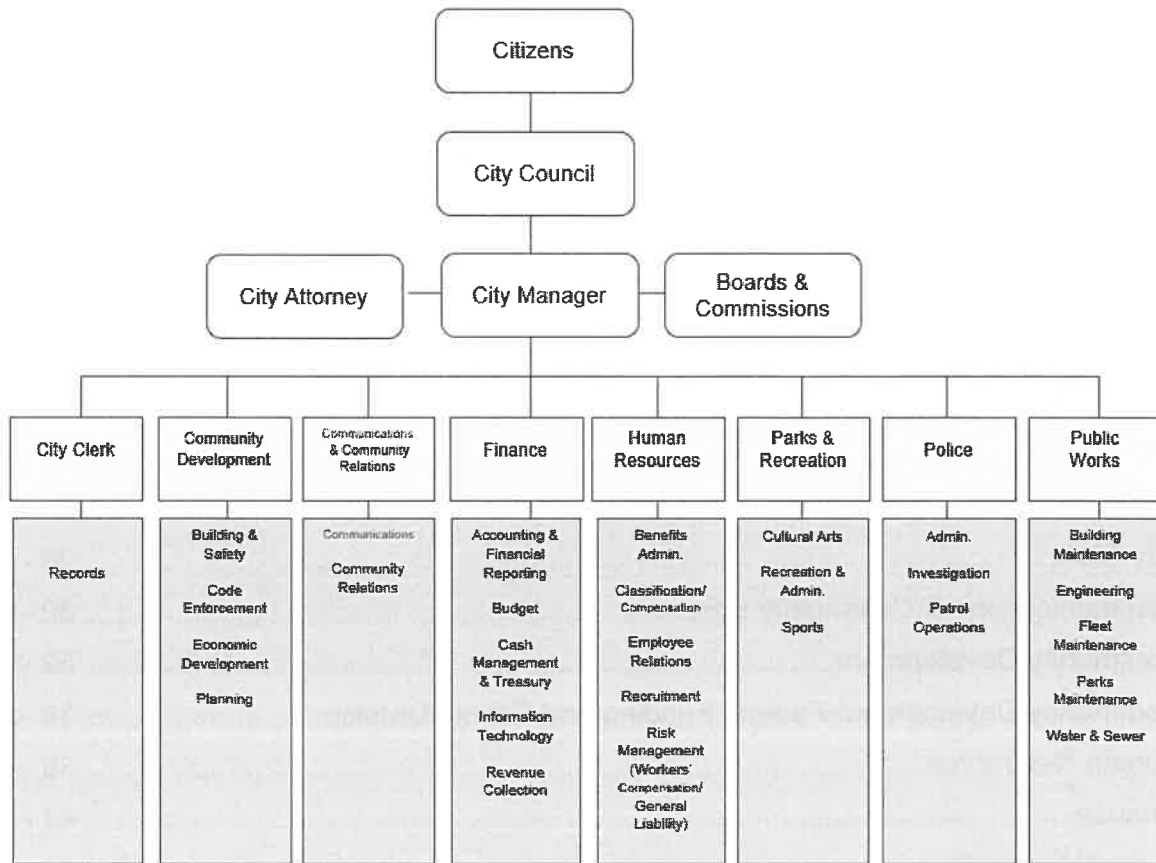 Citizens
City Council
City Attorney
City Manager
Boards &
Commissions
City Clerk
Community
Development
Communications
& Community
Relations
Finance
Human
Resources
Parks &
Recreation
Police
Public
Works
Records
Building &
Safety
Code
Enforcement
Economic
Development
Planning
Communications
Community
Relations
Accounting &
Financial
Reporting
Budget
Cash
Management
& Treasury
Information
Technology
Revenue
Collection
Benefits
Admin.
Classification/
Compensation
Employee
Relations
Recruitment
Risk
Management
(Workers'
Compensation/
General
Liability)
Cultural Arts
Recreation &
Admin.
Sports
Admin.
Investigation
Patrol
Operations
Building
Maintenance
Engineering
Fleet
Maintenance
Parks
Maintenance
Water & Sewer